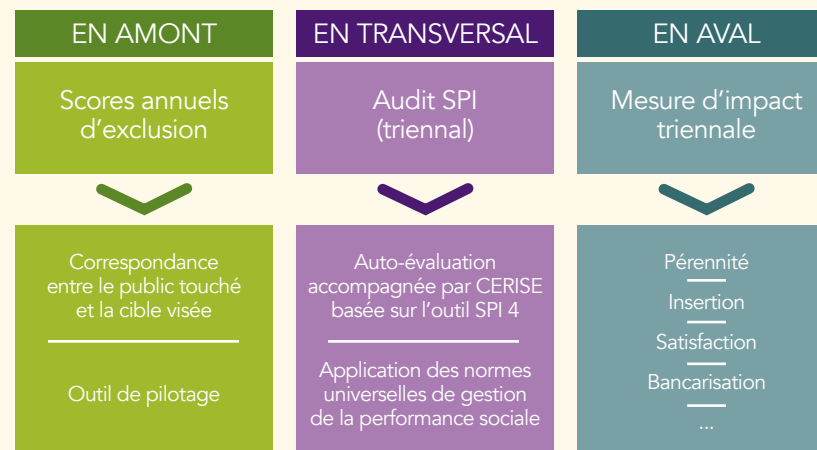 EN AMONT
Scores annuels
d'exclusion
Correspondance
entre le public touché
et la cible visée
Outil de pilotage
EN TRANSVERSAL
Audit SPI
(triennal)
Auto-évaluation
accompagnée par CERISE
basée sur l'outil SPI 4
Application des normes
universelles de gestion
de la performance sociale
EN AVAL
Mesure d'impact
triennale
Pérennité
Insertion
Satisfaction
Bancarisation
...